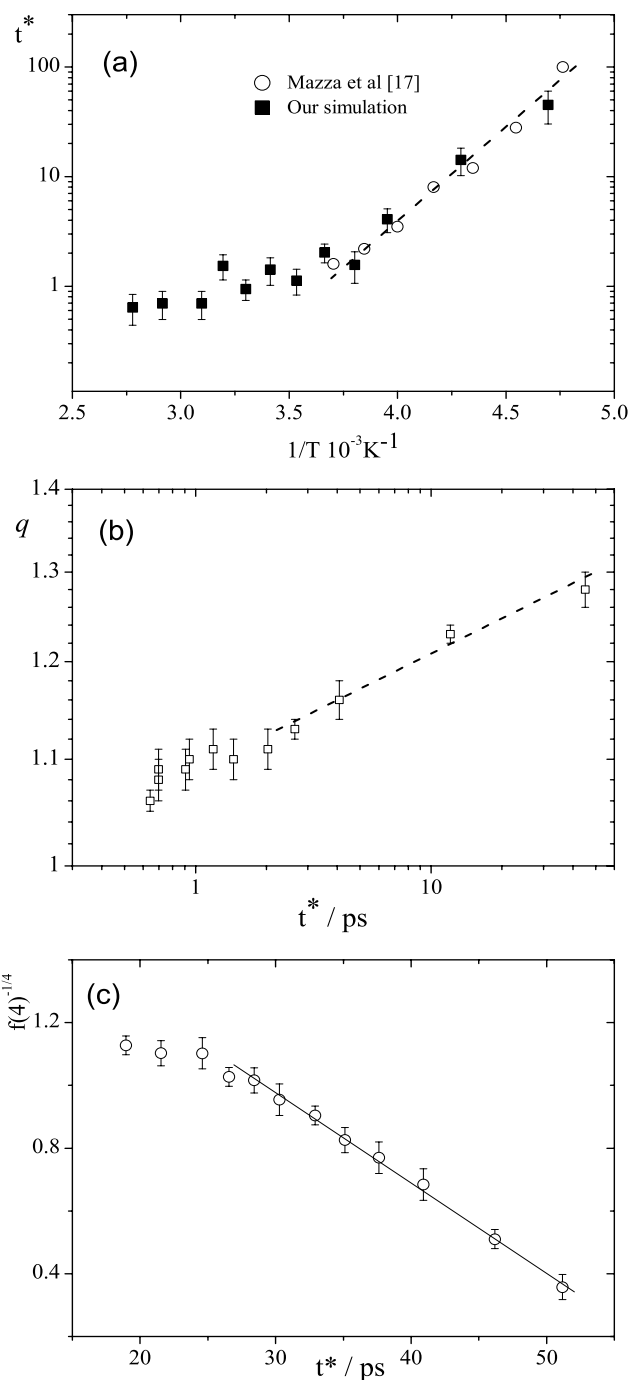 t*
(a)
Mazza et al [17]
Our simulation
100
10
1
2.5 3.0 3.5 4.0 4.5 5.0
1/T 10⁻³K⁻¹
q
(b)
1.4
1.3
1.2
1.1
1
1 10
t* / ps
f(4)⁻¹/⁴
(c)
1.2
0.8
0.4
20 30 40 50
t* / ps